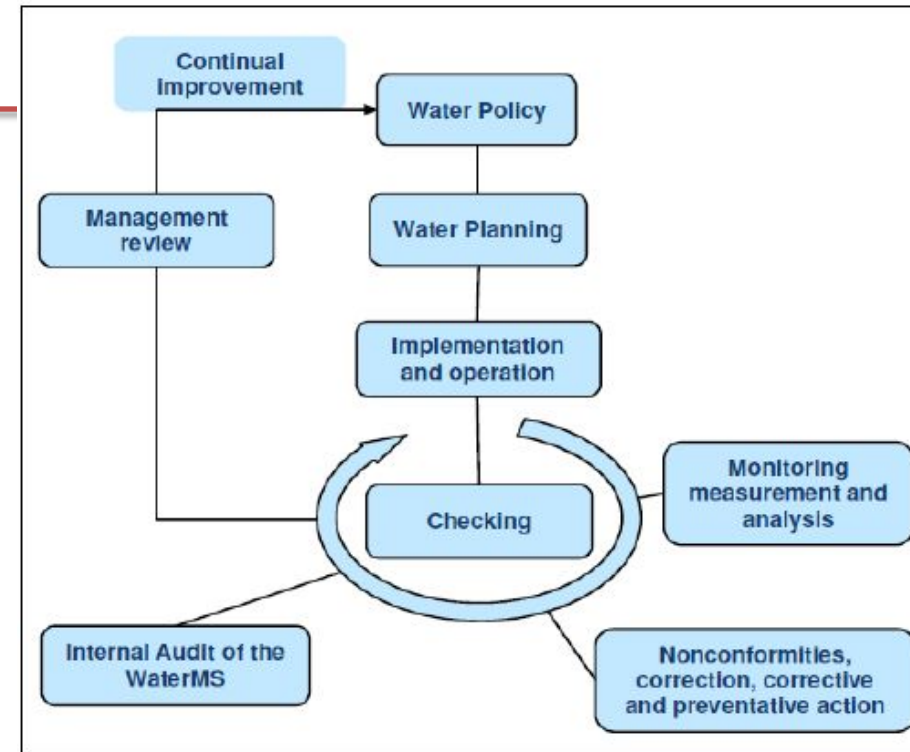 Continual
improvement
Water Policy
Management
review
Water Planning
Implementation
and operation
Checking
Monitoring
measurement and
analysis
Internal Audit of the
WaterMS
Nonconformities,
correction, corrective
and preventative action